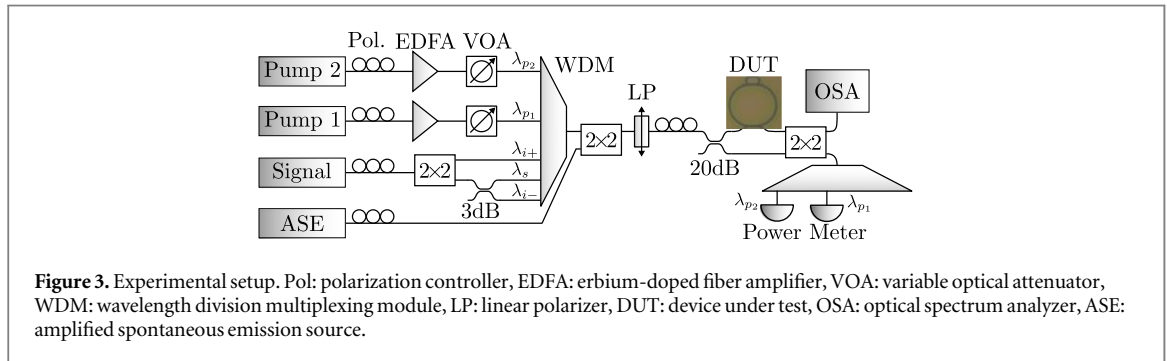 Pol. EDFA VOA
Pump 2
λp2
WDM
DUT
OSA
LP
Pump 1
λp1
2×2
2×2
λi+
Signal
2×2
λs
20dB
λi−
3dB
ASE
λp2
λp1
Power Meter
Figure 3. Experimental setup. Pol: polarization controller, EDFA: erbium-doped fiber amplifier, VOA: variable optical attenuator,
WDM: wavelength division multiplexing module, LP: linear polarizer, DUT: device under test, OSA: optical spectrum analyzer, ASE:
amplified spontaneous emission source.